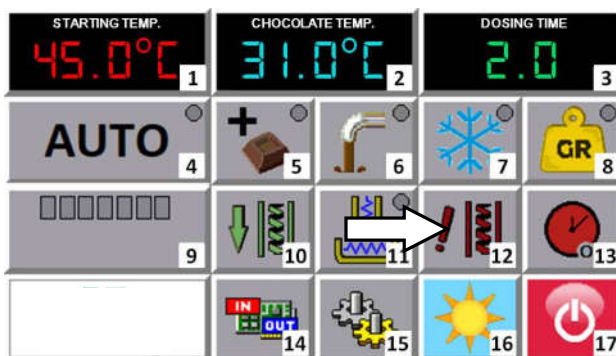 STARTING TEMP.
45.0°C 1
CHOCOLATE TEMP.
31.0°C 2
DOSING TIME
2.0 3
AUTO 4
+ 5
6
7
GR 8
9
10
11
! 12
13
IN OUT 14
15
16
17